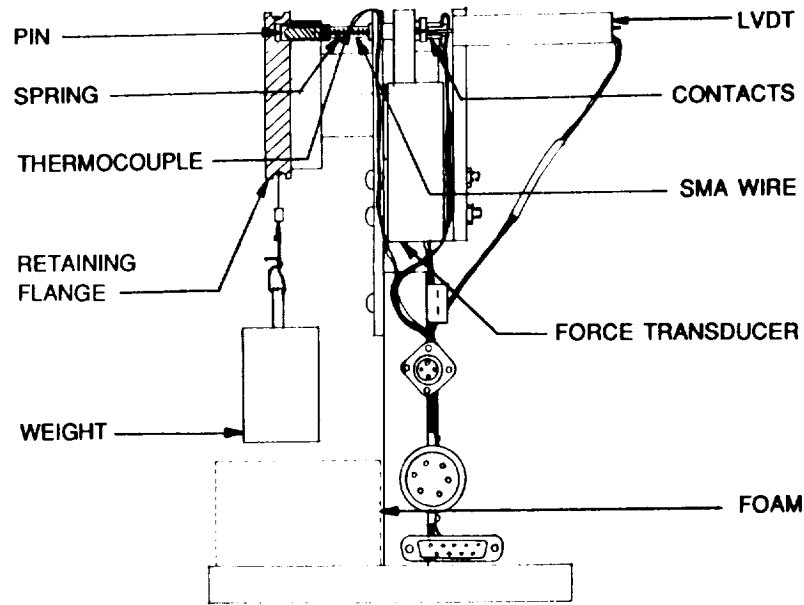 PIN
SPRING
THERMOCOUPLE
RETAINING
FLANGE
WEIGHT
LVDT
CONTACTS
SMA WIRE
FORCE TRANSDUCER
FOAM